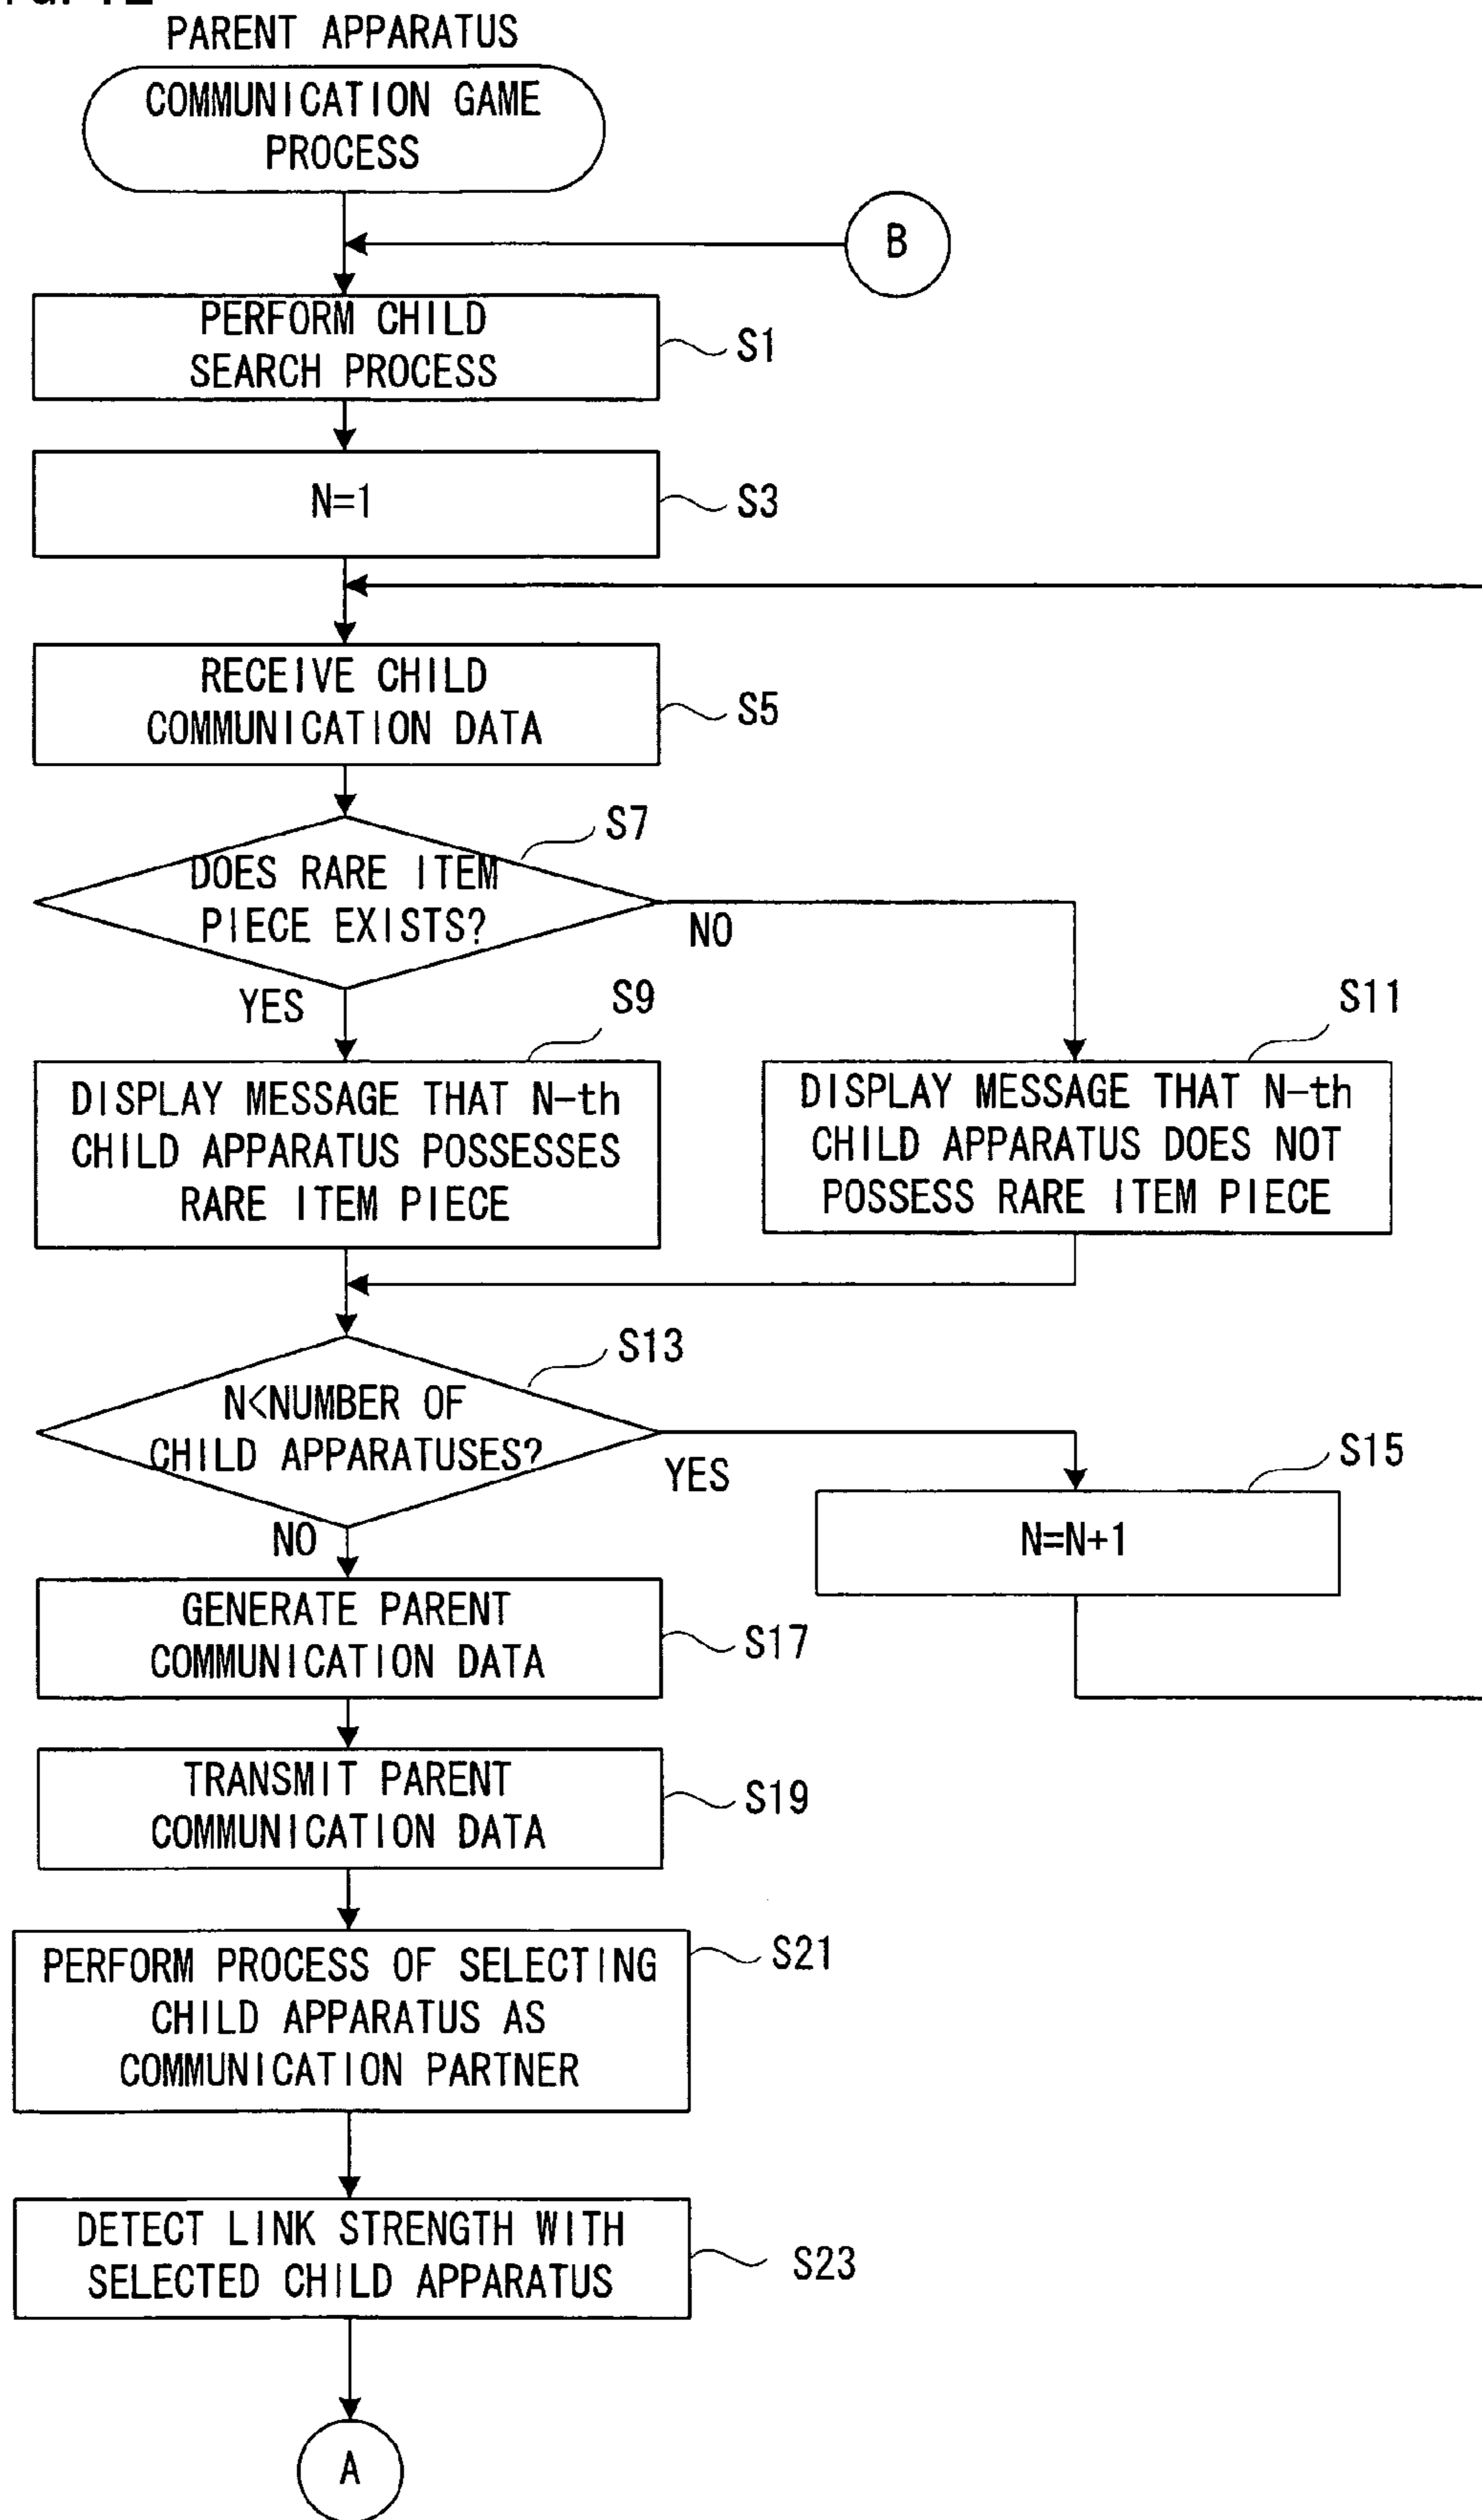 PARENT APPARATUS
COMMUNICATION GAME
PROCESS
B
PERFORM CHILD
SEARCH PROCESS
S1
N=1
S3
RECEIVE CHILD
COMMUNICATION DATA
S5
S7
DOES RARE ITEM
PIECE EXISTS?
NO
YES
S9
S11
DISPLAY MESSAGE THAT N-th
CHILD APPARATUS POSSESSES
RARE ITEM PIECE
DISPLAY MESSAGE THAT N-th
CHILD APPARATUS DOES NOT
POSSESS RARE ITEM PIECE
S13
N<NUMBER OF
CHILD APPARATUSES?
YES
NO
S15
N=N+1
GENERATE PARENT
COMMUNICATION DATA
S17
TRANSMIT PARENT
COMMUNICATION DATA
S19
PERFORM PROCESS OF SELECTING
CHILD APPARATUS AS
COMMUNICATION PARTNER
S21
DETECT LINK STRENGTH WITH
SELECTED CHILD APPARATUS
S23
A